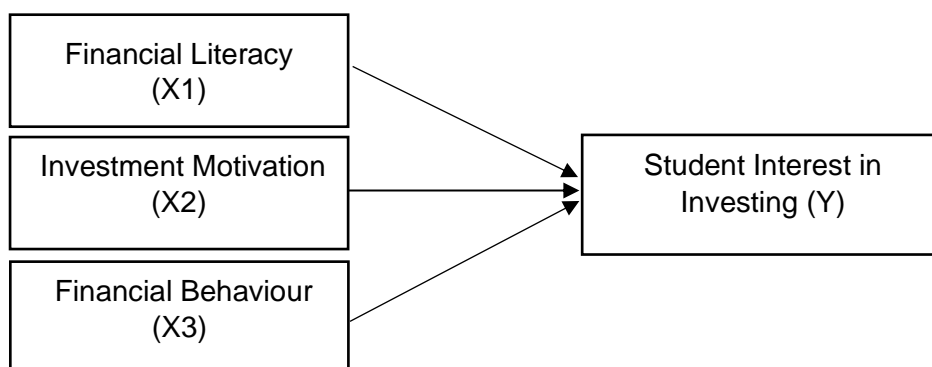 Financial Literacy
(X1)
Investment Motivation
(X2)
Financial Behaviour
(X3)
Student Interest in
Investing (Y)